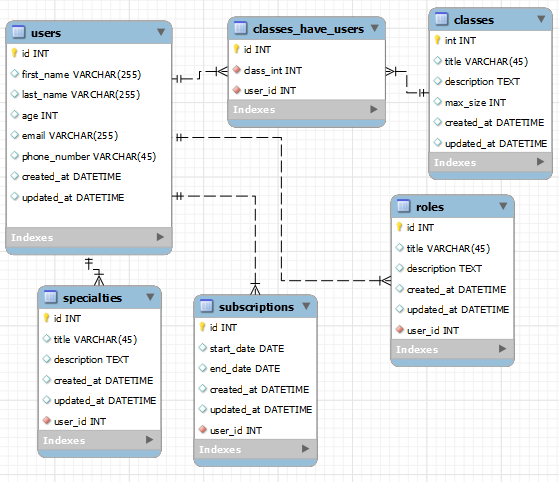 users
id INT
first_name VARCHAR(255)
last_name VARCHAR(255)
age INT
email VARCHAR(255)
phone_number VARCHAR(45)
created_at DATETIME
updated_at DATETIME
Indexes
classes_have_users
id INT
class_int INT
user_id INT
Indexes
classes
int INT
title VARCHAR(45)
description TEXT
max_size INT
created_at DATETIME
updated_at DATETIME
Indexes
roles
id INT
title VARCHAR(45)
description TEXT
created_at DATETIME
updated_at DATETIME
user_id INT
Indexes
specialties
id INT
title VARCHAR(45)
description TEXT
created_at DATETIME
updated_at DATETIME
user_id INT
Indexes
subscriptions
id INT
start_date DATE
end_date DATE
created_at DATETIME
updated_at DATETIME
user_id INT
Indexes